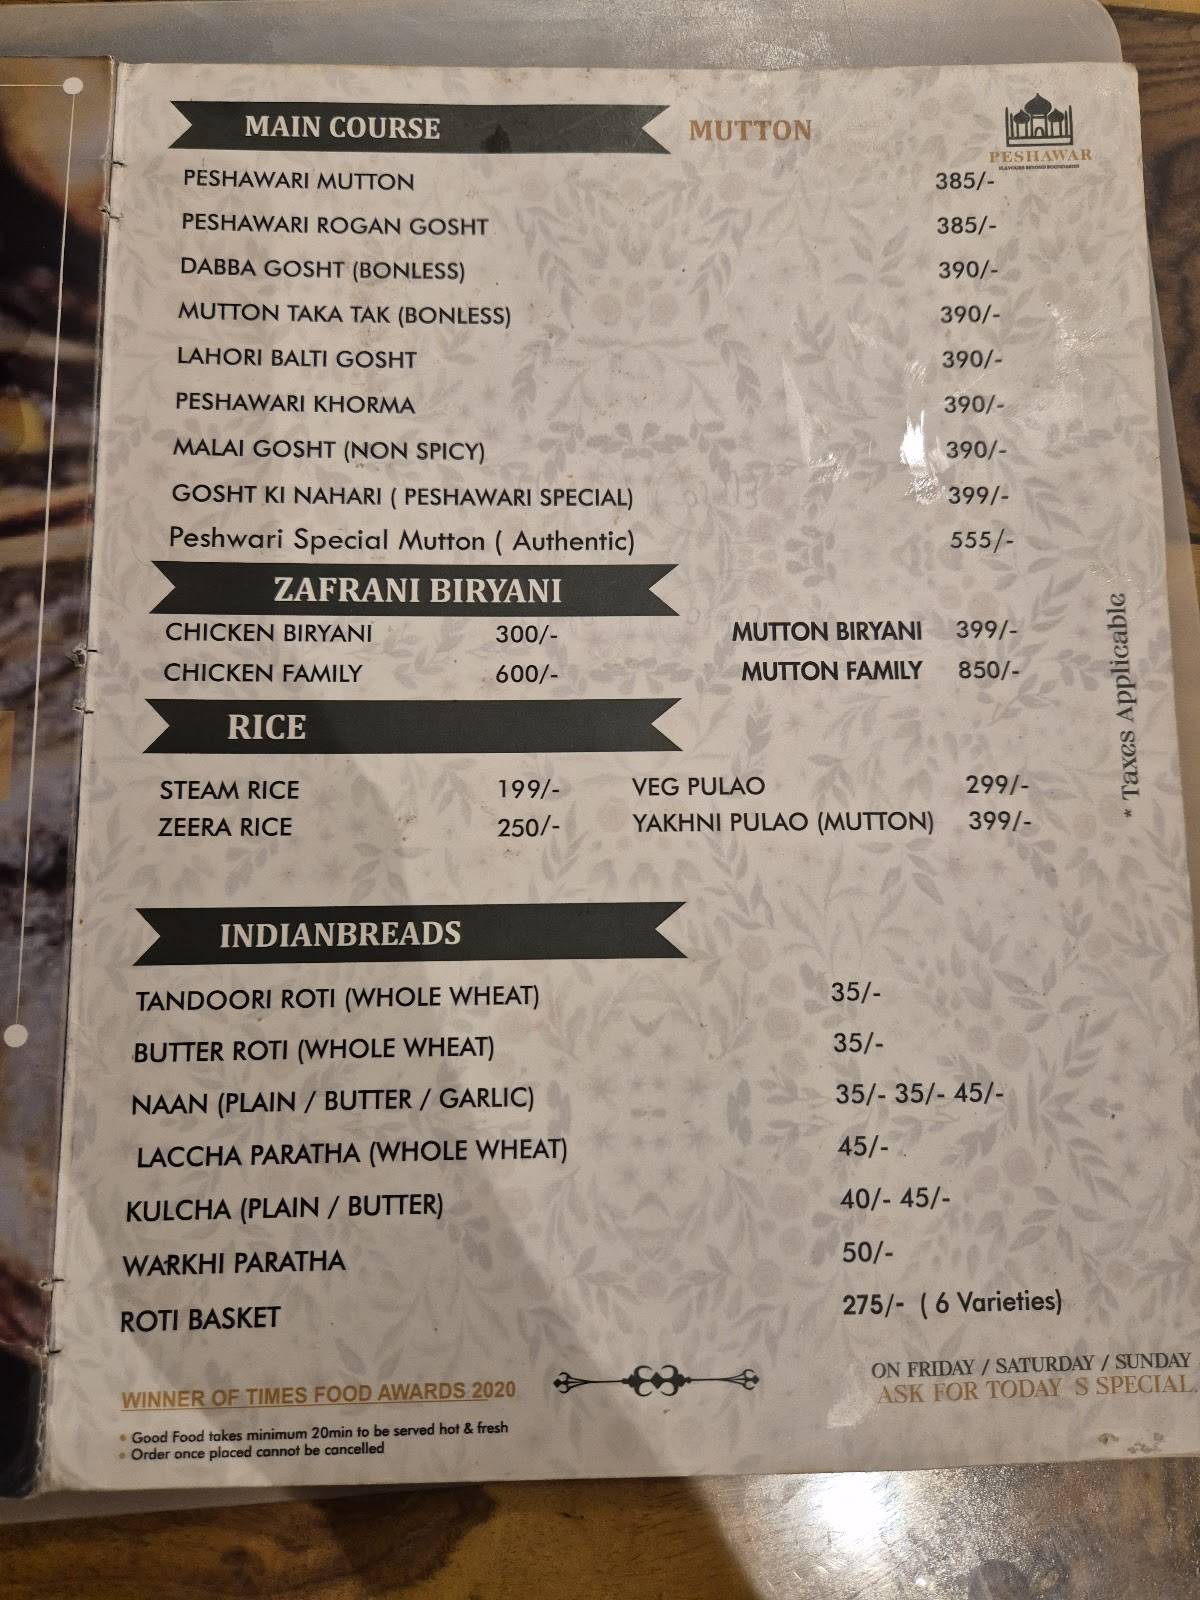 MAIN COURSE MUTTON
PESHAWAR
FLAVOURS BEYOND BOUNDARIES
PESHAWARI MUTTON 385/-
PESHAWARI ROGAN GOSHT 385/-
DABBA GOSHT (BONLESS) 390/-
MUTTON TAKA TAK (BONLESS) 390/-
LAHORI BALTI GOSHT 390/-
PESHAWARI KHORMA 390/-
MALAI GOSHT (NON SPICY) 390/-
GOSHT KI NAHARI ( PESHAWARI SPECIAL) 399/-
Peshwari Special Mutton ( Authentic) 555/-
ZAFRANI BIRYANI
CHICKEN BIRYANI 300/- MUTTON BIRYANI 399/-
CHICKEN FAMILY 600/- MUTTON FAMILY 850/-
* Taxes Applicable
RICE
STEAM RICE 199/- VEG PULAO 299/-
ZEERA RICE 250/- YAKHNI PULAO (MUTTON) 399/-
INDIANBREADS
TANDOORI ROTI (WHOLE WHEAT) 35/-
BUTTER ROTI (WHOLE WHEAT) 35/-
NAAN (PLAIN / BUTTER / GARLIC) 35/- 35/- 45/-
LACCHA PARATHA (WHOLE WHEAT) 45/-
KULCHA (PLAIN / BUTTER) 40/- 45/-
WARKHI PARATHA 50/-
ROTI BASKET 275/- ( 6 Varieties)
ON FRIDAY / SATURDAY / SUNDAY
ASK FOR TODAY S SPECIAL.
WINNER OF TIMES FOOD AWARDS 2020
• Good Food takes minimum 20min to be served hot & fresh
• Order once placed cannot be cancelled